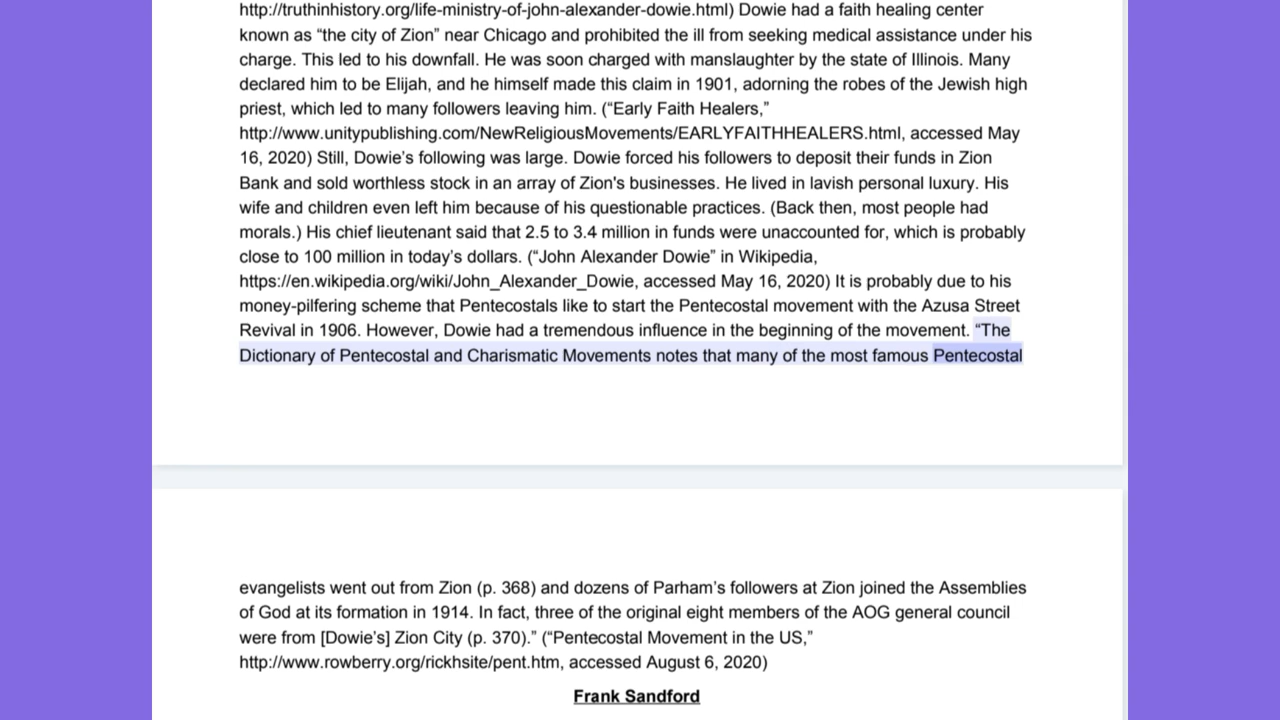 http://truthinhistory.org/life-ministry-of-john-alexander-dowie.html) Dowie had a faith healing center
known as “the city of Zion” near Chicago and prohibited the ill from seeking medical assistance under his
charge. This led to his downfall. He was soon charged with manslaughter by the state of Illinois. Many
declared him to be Elijah, and he himself made this claim in 1901, adorning the robes of the Jewish high
priest, which led to many followers leaving him. (“Early Faith Healers,”
http://www.unitypublishing.com/NewReligiousMovements/EARLYFAITHHEALERS.html, accessed May
16, 2020) Still, Dowie’s following was large. Dowie forced his followers to deposit their funds in Zion
Bank and sold worthless stock in an array of Zion's businesses. He lived in lavish personal luxury. His
wife and children even left him because of his questionable practices. (Back then, most people had
morals.) His chief lieutenant said that 2.5 to 3.4 million in funds were unaccounted for, which is probably
close to 100 million in today’s dollars. (“John Alexander Dowie” in Wikipedia,
https://en.wikipedia.org/wiki/John_Alexander_Dowie, accessed May 16, 2020) It is probably due to his
money-pilfering scheme that Pentecostals like to start the Pentecostal movement with the Azusa Street
Revival in 1906. However, Dowie had a tremendous influence in the beginning of the movement. “The
Dictionary of Pentecostal and Charismatic Movements notes that many of the most famous Pentecostal
evangelists went out from Zion (p. 368) and dozens of Parham’s followers at Zion joined the Assemblies
of God at its formation in 1914. In fact, three of the original eight members of the AOG general council
were from [Dowie’s] Zion City (p. 370).” (“Pentecostal Movement in the US,”
http://www.rowberry.org/rickhsite/pent.htm, accessed August 6, 2020)
Frank Sandford